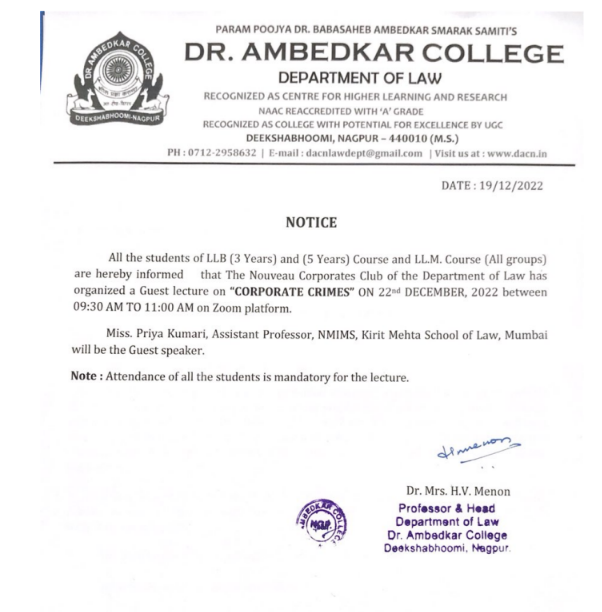 PARAM POOJYA DR. BABASAHEB AMBEDKAR SMARAK SAMITI'S
DR. AMBEDKAR COLLEGE
DEPARTMENT OF LAW
RECOGNIZED AS CENTRE FOR HIGHER LEARNING AND RESEARCH
NAAC REACCREDITED WITH 'A' GRADE
RECOGNIZED AS COLLEGE WITH POTENTIAL FOR EXCELLENCE BY UGC
DEEKSHABHOOMI, NAGPUR – 440010 (M.S.)
PH : 0712-2958632 | E-mail : dacnlawdept@gmail.com | Visit us at : www.dacn.in
DR. AMBEDKAR COLLEGE
DEEKSHABHOOMI-NAGPUR
DATE : 19/12/2022
NOTICE
All the students of LLB (3 Years) and (5 Years) Course and LL.M. Course (All groups)
are hereby informed that The Nouveau Corporates Club of the Department of Law has
organized a Guest lecture on "CORPORATE CRIMES" ON 22nd DECEMBER, 2022 between
09:30 AM TO 11:00 AM on Zoom platform.
Miss. Priya Kumari, Assistant Professor, NMIMS, Kirit Mehta School of Law, Mumbai
will be the Guest speaker.
Note : Attendance of all the students is mandatory for the lecture.
Hmenon
Dr. Mrs. H.V. Menon
Professor & Head
Department of Law
Dr. Ambedkar College
Deekshabhoomi, Nagpur.
AMBEDKAR COLLEGE